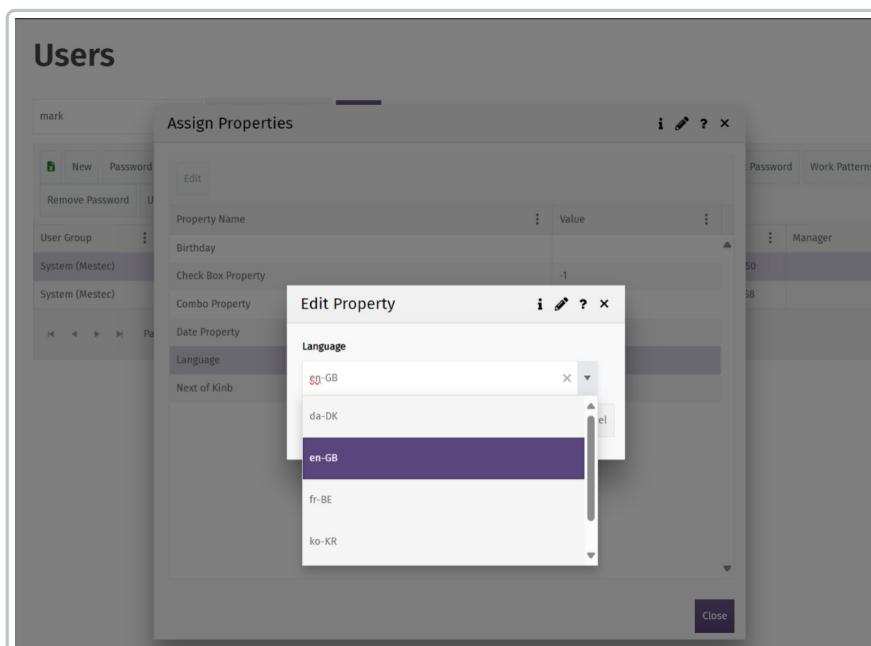 Users
mark
Assign Properties
i ? ×
New Password
Password Work Patterns
Edit
Remove Password U
Property Name Value
User Group
Manager
Birthday
System (Mestec)
50
Check Box Property -1
System (Mestec)
58
Combo Property
Edit Property
i ? ×
Date Property
Pa
Language
Language
en-GB
Next of Kinb
da-DK
el
en-GB
fr-BE
ko-KR
Close